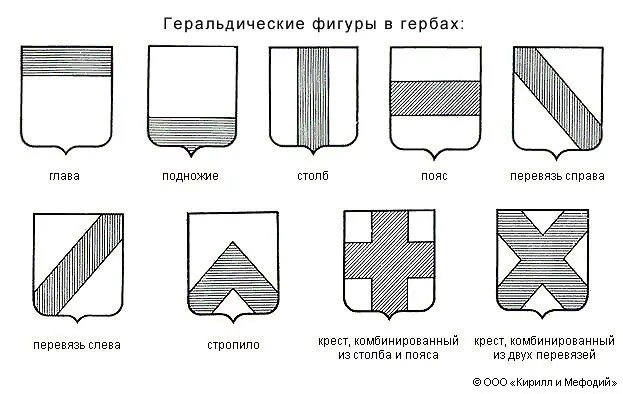 Геральдические фигуры в гербах:
глава
подножие
столб
пояс
перевязь справа
перевязь слева
стропило
крест, комбинированный
из столба и пояса
крест, комбинированный
из двух перевязей
© ООО «Кирилл и Мефодий»